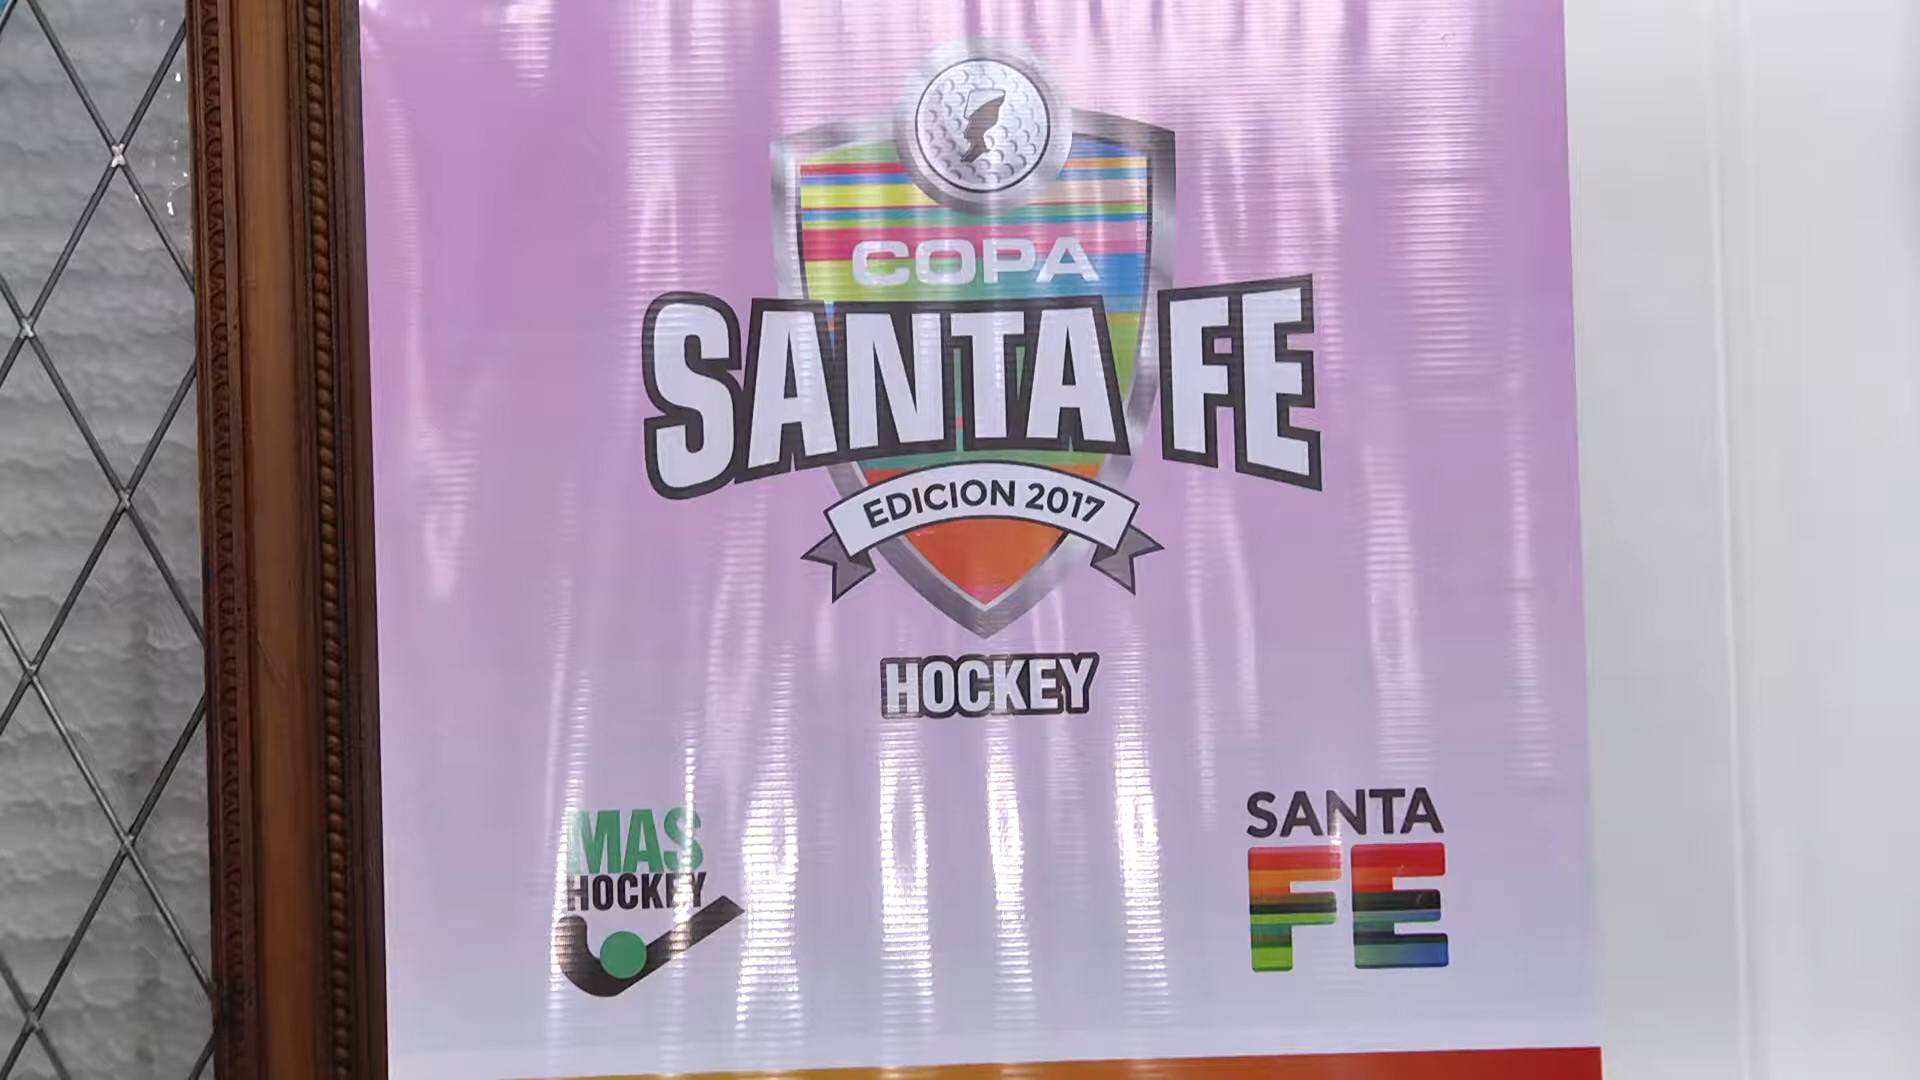 COPA
SANTA FE
EDICION 2017
HOCKEY
MAS
HOCKEY
SANTA
FE